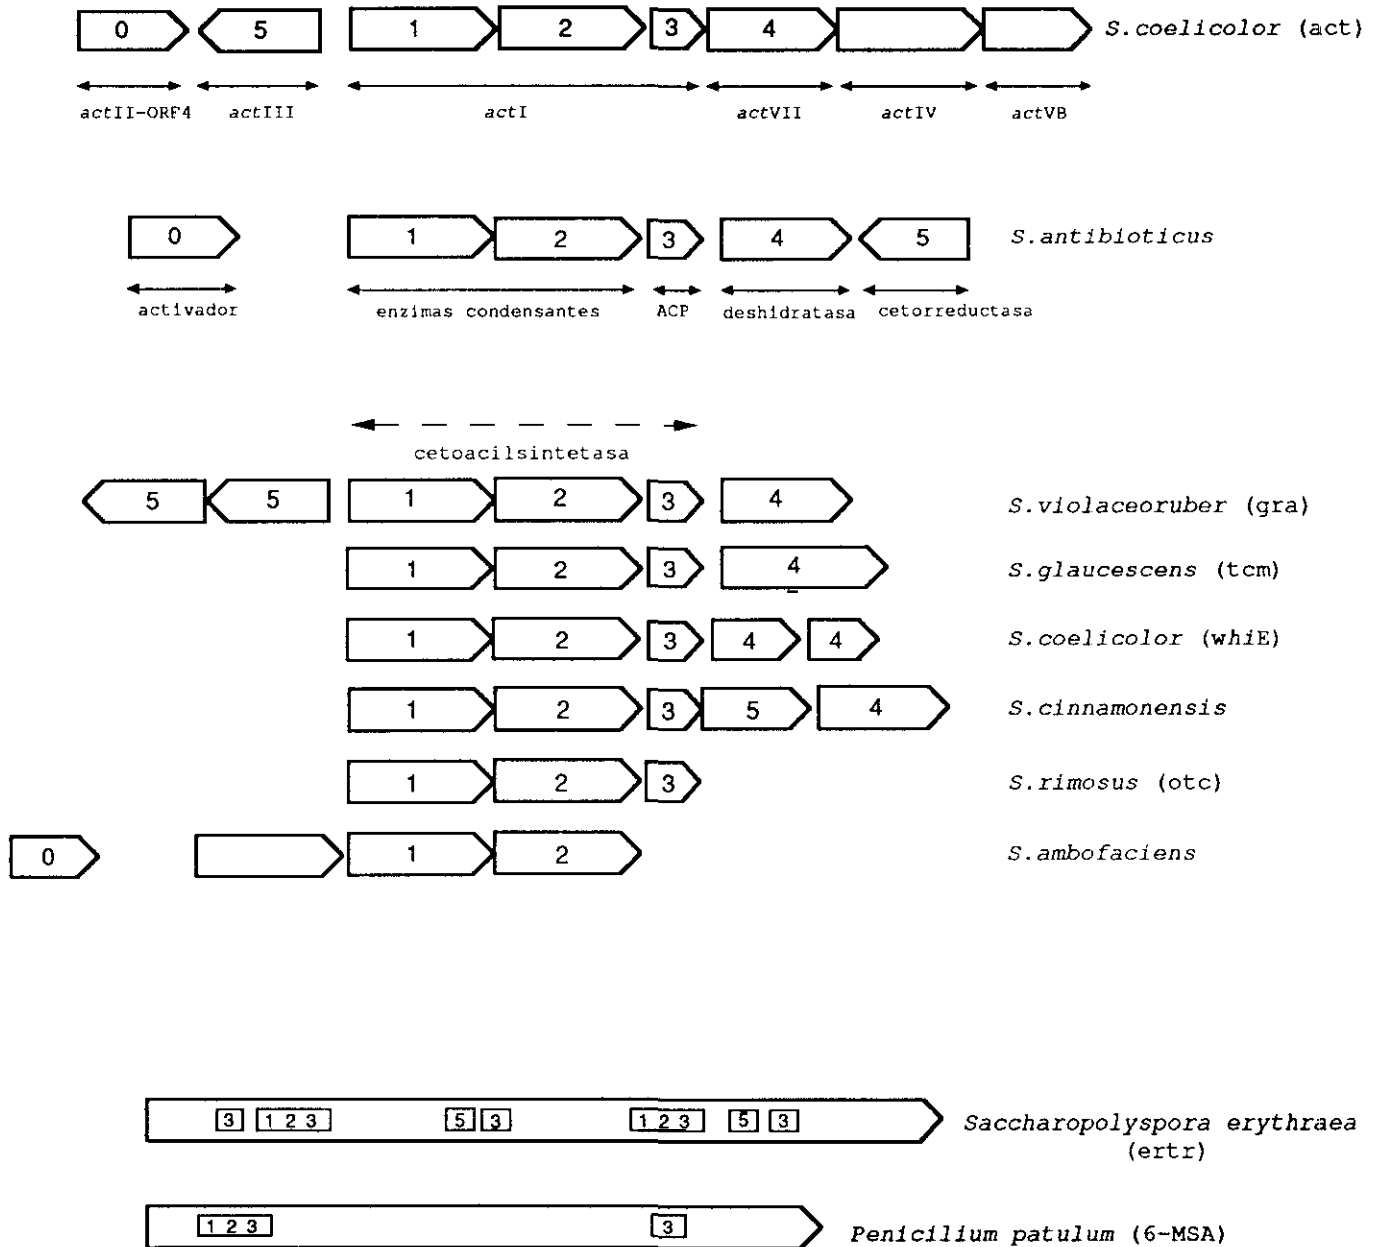 0 5 1 2 3 4 S.coelicolor (act)
actII-ORF4 actIII actI actVII actIV actVB
0 1 2 3 4 5 S.antibioticus
activador enzimas condensantes ACP deshidratasa cetorreductasa
cetoacilsintetasa
5 5 1 2 3 4 S.violaceoruber (gra)
1 2 3 4 S.glaucescens (tcm)
1 2 3 4 4 S.coelicolor (whiE)
1 2 3 5 4 S.cinnamonensis
1 2 3 S.rimosus (otc)
0 1 2 S.ambofaciens
3 1 2 3 5 3 1 2 3 5 3 Saccharopolyspora erythraea
(ertr)
1 2 3 3 Penicilium patulum (6-MSA)